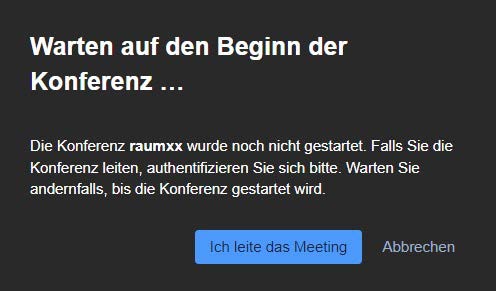 Warten auf den Beginn der
Konferenz …
Die Konferenz raumxx wurde noch nicht gestartet. Falls Sie die
Konferenz leiten, authentifizieren Sie sich bitte. Warten Sie
andernfalls, bis die Konferenz gestartet wird.
Ich leite das Meeting Abbrechen